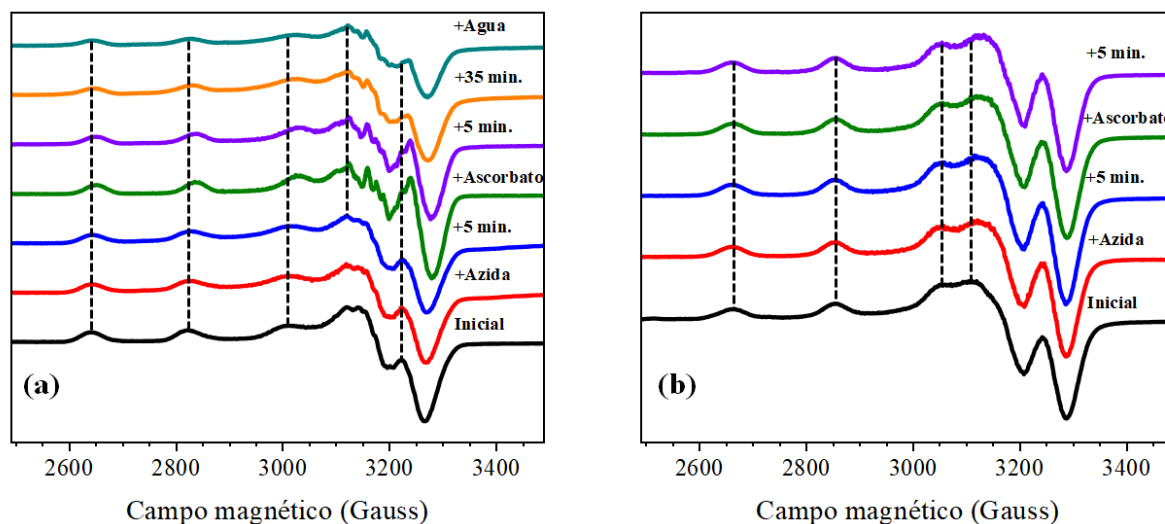 +Agua
+35 min.
+5 min.
+Ascorbato
+5 min.
+Azida
Inicial
(a)
2600 2800 3000 3200 3400
Campo magnético (Gauss)
+5 min.
+Ascorbato
+5 min.
+Azida
Inicial
(b)
2600 2800 3000 3200 3400
Campo magnético (Gauss)